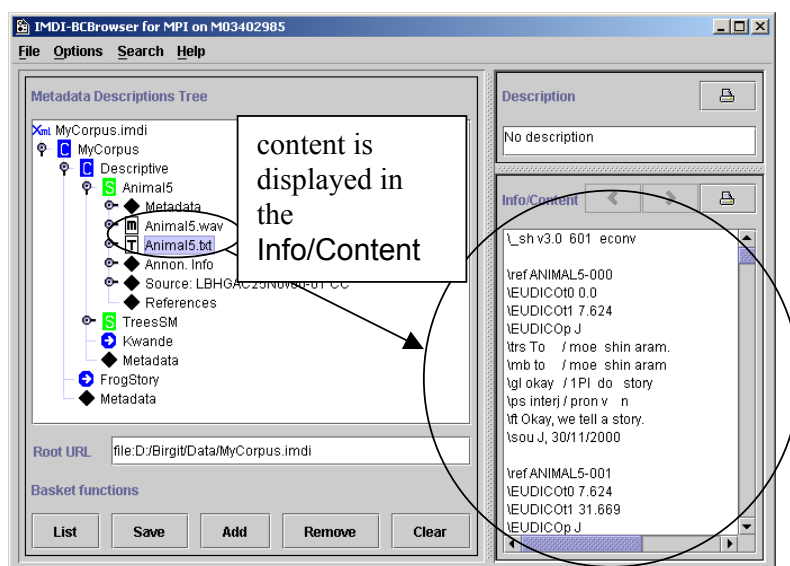 IMDI-BCBrowser for MPI on M03402985
File Options Search Help
Metadata Descriptions Tree
Xml MyCorpus.imdi
C MyCorpus
C Descriptive
S Animal5
Metadata
m Animal5.wav
T Animal5.txt
Annon. Info
Source: LBHGAC25Nov00-01 CC
References
S TreesSM
Kwande
Metadata
FrogStory
Metadata
content is
displayed in
the
Info/Content
Root URL file:D:/Birgit/Data/MyCorpus.imdi
Basket functions
List Save Add Remove Clear
Description
No description
Info/Content
\_sh v3.0 601 econv
\ref ANIMAL5-000
\EUDICOt0 0.0
\EUDICOt1 7.624
\EUDICOp J
\trs To / moe shin aram.
\mb to / moe shin aram
\gl okay / 1Pl do story
\ps interj / pron v n
\ft Okay, we tell a story.
\sou J, 30/11/2000
\ref ANIMAL5-001
\EUDICOt0 7.624
\EUDICOt1 31.669
\EUDICOp J